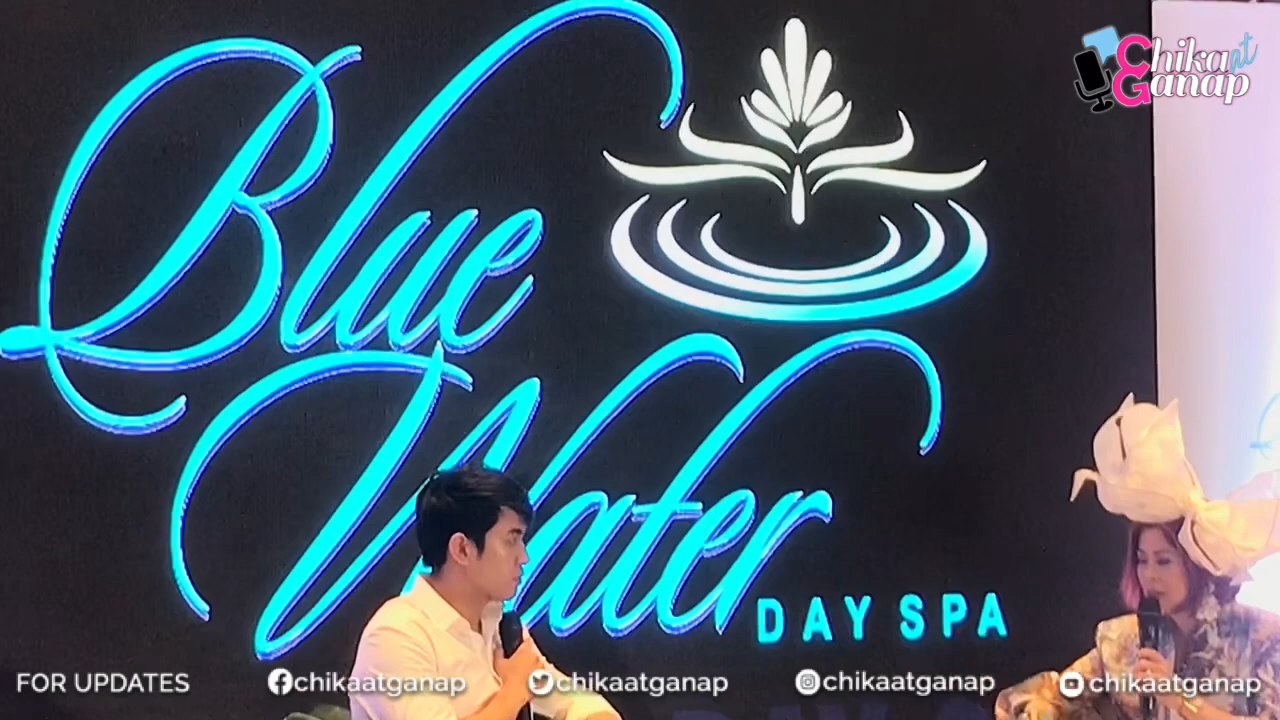 Chika at
Ganap
Blue
Water
DAY SPA
FOR UPDATES
chikaatganap
chikaatganap
chikaatganap
chikaatganap